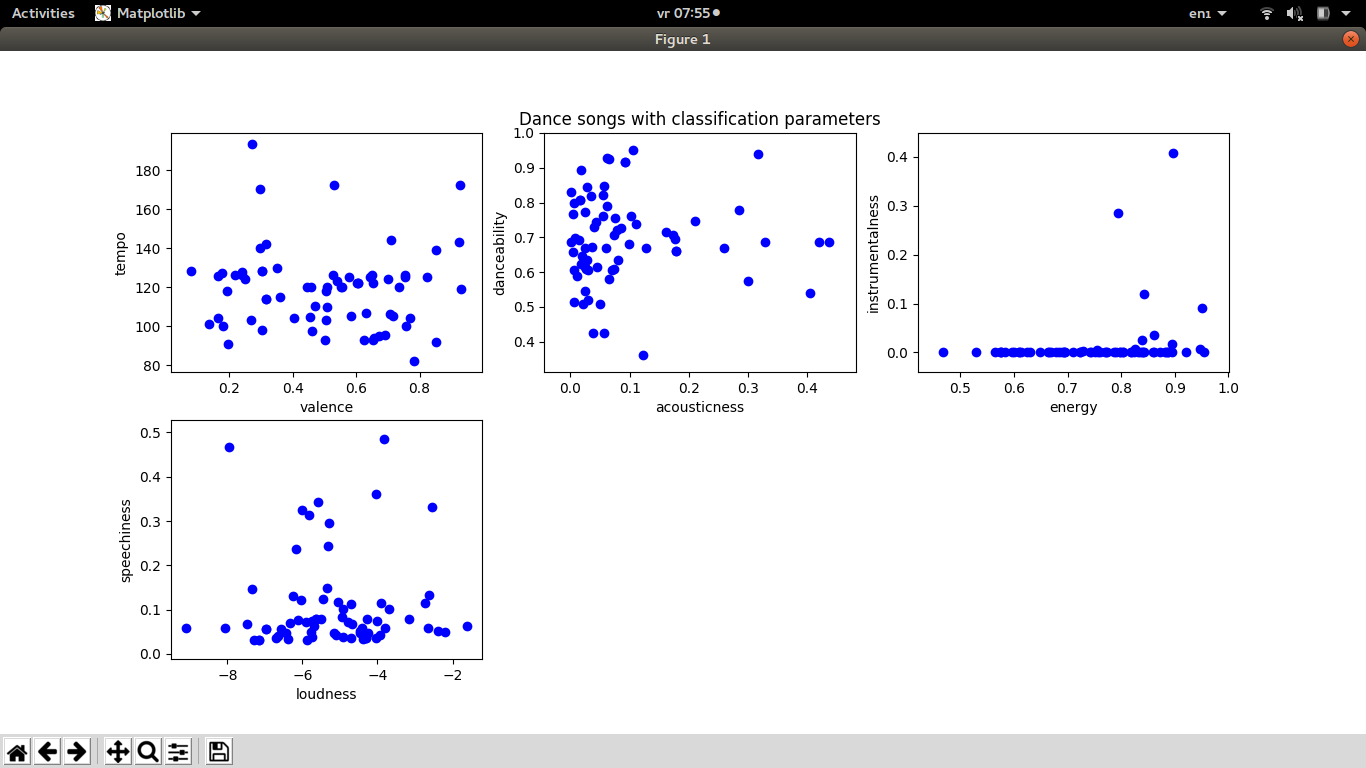 Activities Matplotlib vr 07:55 en1
Figure 1
Dance songs with classification parameters
180
160
140
120
100
80
tempo
0.2 0.4 0.6 0.8
valence
1.0
0.9
0.8
0.7
0.6
0.5
0.4
danceability
0.0 0.1 0.2 0.3 0.4
acousticness
0.4
0.3
0.2
0.1
0.0
instrumentalness
0.5 0.6 0.7 0.8 0.9 1.0
energy
0.5
0.4
0.3
0.2
0.1
0.0
speechiness
−8 −6 −4 −2
loudness